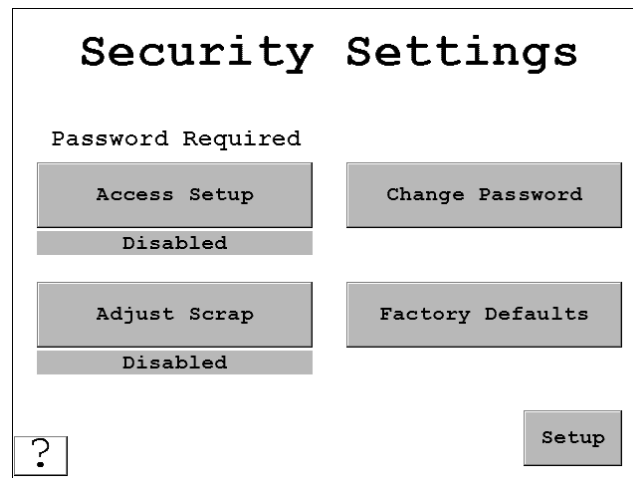 Security Settings
Password Required
Access Setup
Change Password
Disabled
Adjust Scrap
Factory Defaults
Disabled
Setup
?